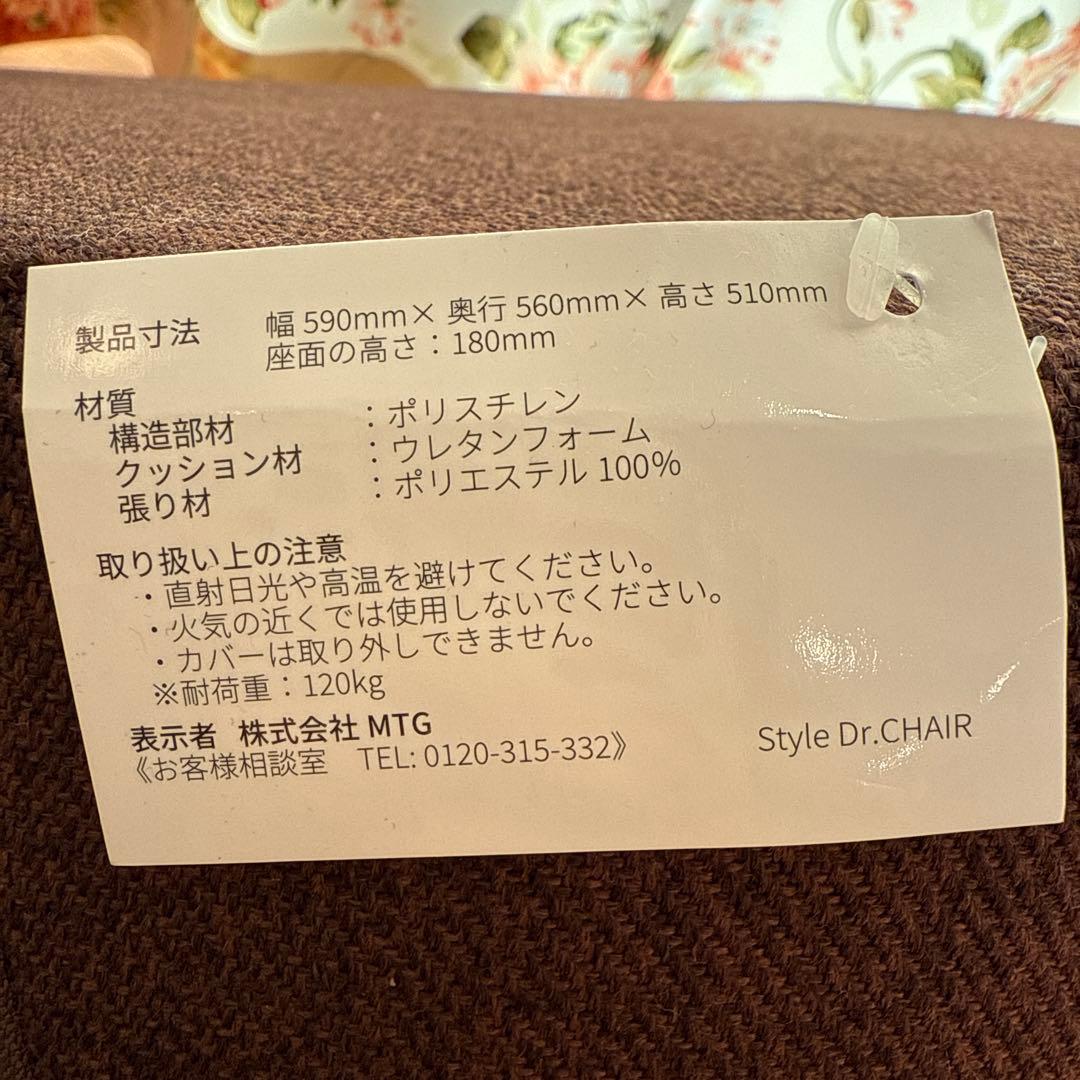 製品寸法 幅 590mm× 奥行 560mm× 高さ 510mm
座面の高さ：180mm
材質
構造部材 ：ポリスチレン
クッション材 ：ウレタンフォーム
張り材 ：ポリエステル 100%
取り扱い上の注意
・直射日光や高温を避けてください。
・火気の近くでは使用しないでください。
・カバーは取り外しできません。
※耐荷重：120kg
表示者 株式会社 MTG
《お客様相談室 TEL: 0120-315-332》
Style Dr.CHAIR